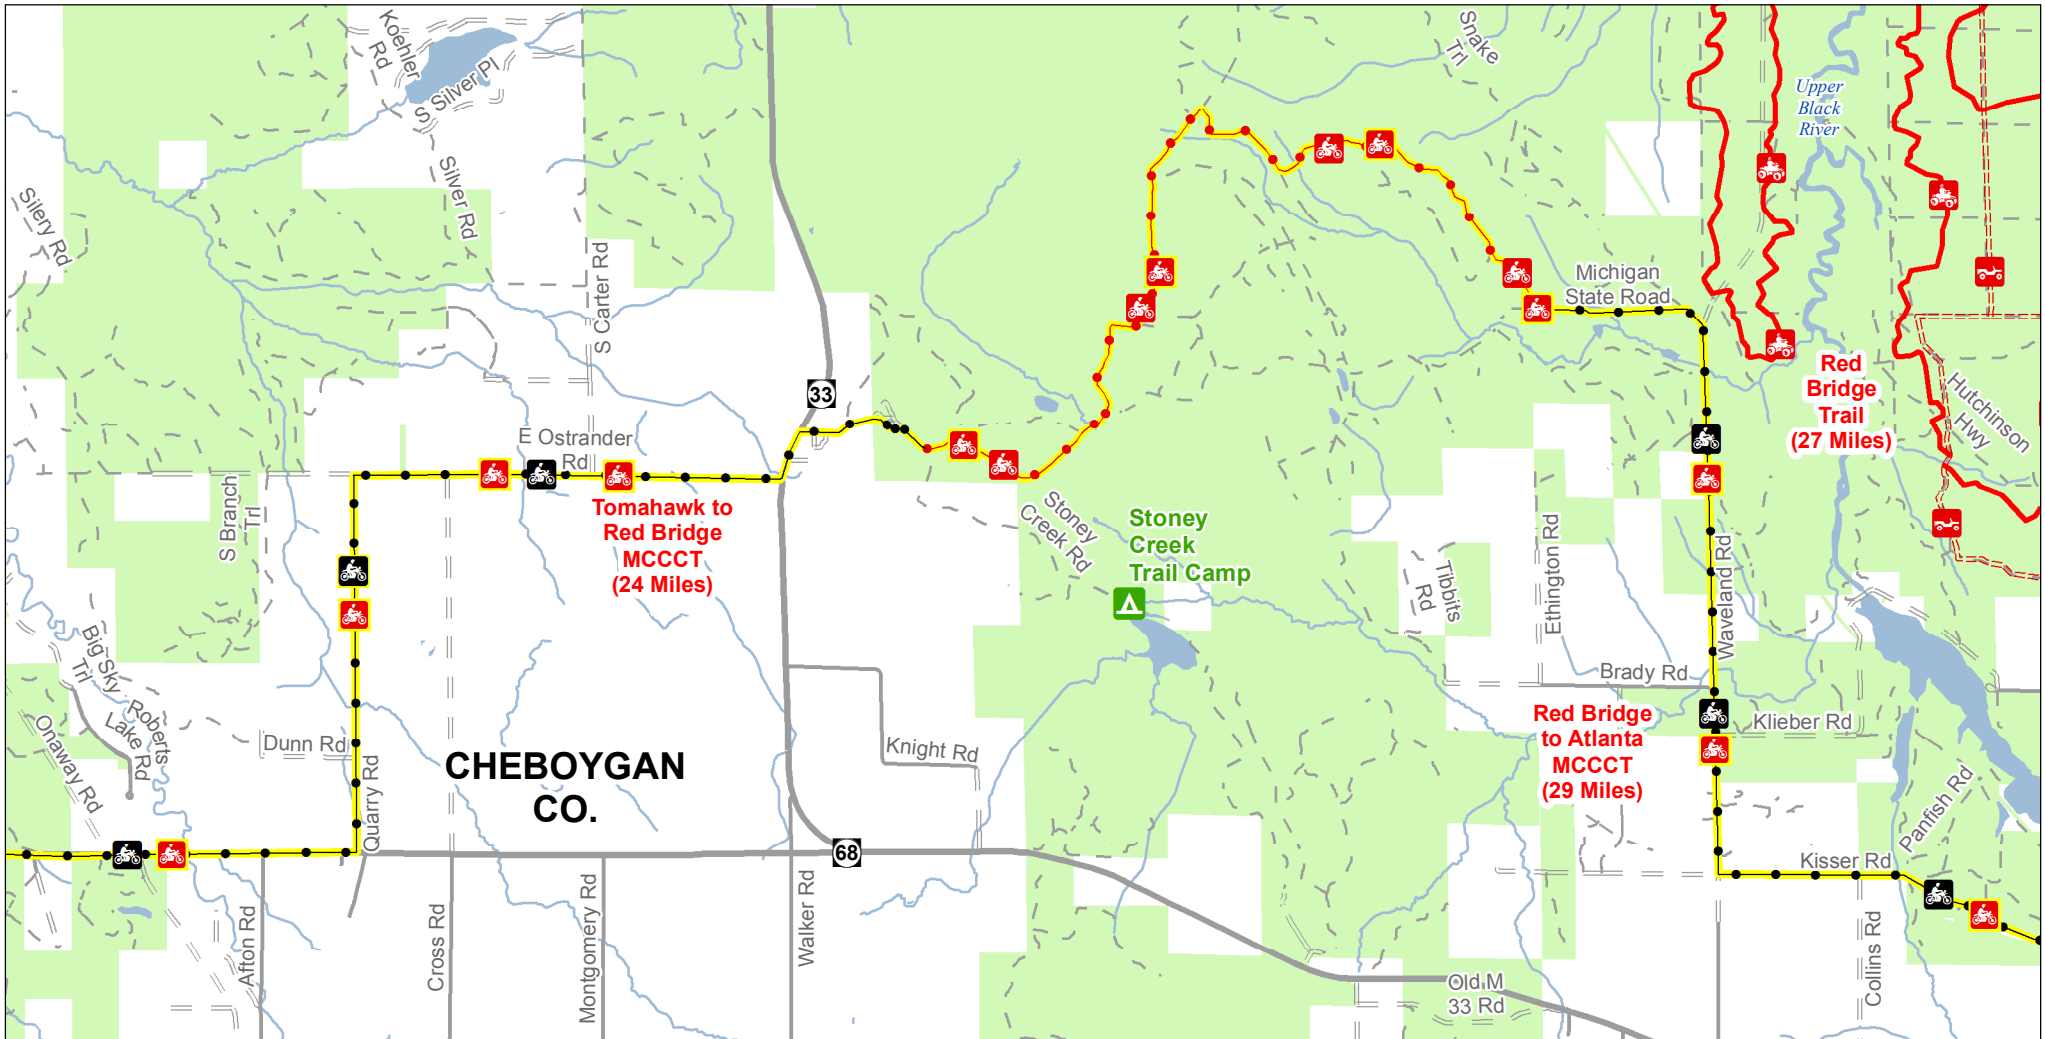 Koehler
Rd
S Silver Pl
Silver Rd
Silery Rd
S Carter Rd
33
Snake
Trl
Upper
Black
River
Michigan
State Road
Red
Bridge
Trail
(27 Miles)
Hutchinson
Hwy
E Ostrander
Rd
S Branch
Trl
Tomahawk to
Red Bridge
MCCCT
(24 Miles)
Stoney
Creek Rd
Stoney
Creek
Trail Camp
Tibbits
Rd
Ethington Rd
Waveland Rd
Brady Rd
Klieber Rd
Red Bridge
to Atlanta
MCCCT
(29 Miles)
Big Sky
Trl
Roberts
Lake Rd
Onaway Rd
Dunn Rd
Quarry Rd
CHEBOYGAN
CO.
Knight Rd
68
Panfish Rd
Kisser Rd
Afton Rd
Cross Rd
Montgomery Rd
Walker Rd
Old M
33 Rd
Collins Rd